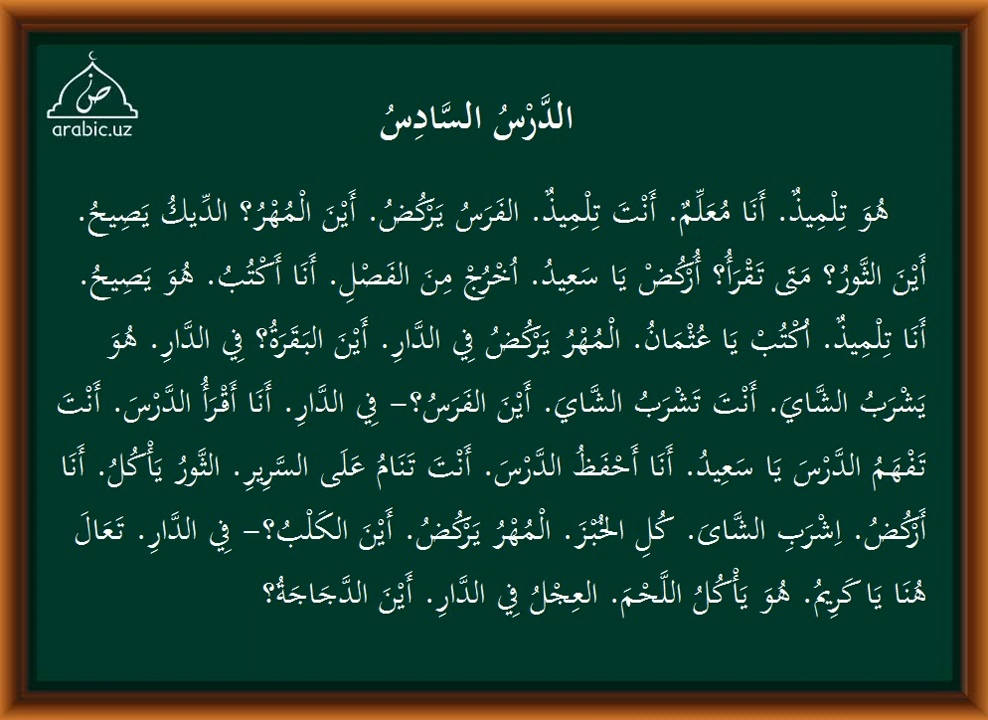 ض
arabic.uz
الدَّرْسُ السَّادِسُ
هُوَ تِلْمِيذٌ. أَنَا مُعَلِّمٌ. أَنْتَ تِلْمِيذٌ. الفَرَسُ يَرْكُضُ. أَيْنَ الْمُهْرُ؟ الدِّيكُ يَصِيحُ.
أَيْنَ الثَّورُ؟ مَتَى تَقْرَأُ؟ أُرْكُضْ يَا سَعِيدُ. اُخْرُجْ مِنَ الفَصْلِ. أَنَا أَكْتُبُ. هُوَ يَصِيحُ.
أَنَا تِلْمِيذٌ. اُكْتُبْ يَا عُثْمَانُ. الْمُهْرُ يَرْكُضُ فِي الدَّارِ. أَيْنَ البَقَرَةُ؟ فِي الدَّارِ. هُوَ
يَشْرَبُ الشَّايَ. أَنْتَ تَشْرَبُ الشَّايَ. أَيْنَ الفَرَسُ؟– فِي الدَّارِ. أَنَا أَقْرَأُ الدَّرْسَ. أَنْتَ
تَفْهَمُ الدَّرْسَ يَا سَعِيدُ. أَنَا أَحْفَظُ الدَّرْسَ. أَنْتَ تَنَامُ عَلَى السَّرِيرِ. الثَّورُ يَأْكُلُ. أَنَا
أَرْكُضُ. اِشْرَبِ الشَّاىَ. كُلِ الخُبْزَ. الْمُهْرُ يَرْكُضُ. أَيْنَ الكَلْبُ؟– فِي الدَّارِ. تَعَالَ
هُنَا يَا كَرِيمُ. هُوَ يَأْكُلُ اللَّحْمَ. العِجْلُ فِي الدَّارِ. أَيْنَ الدَّجَاجَةُ؟